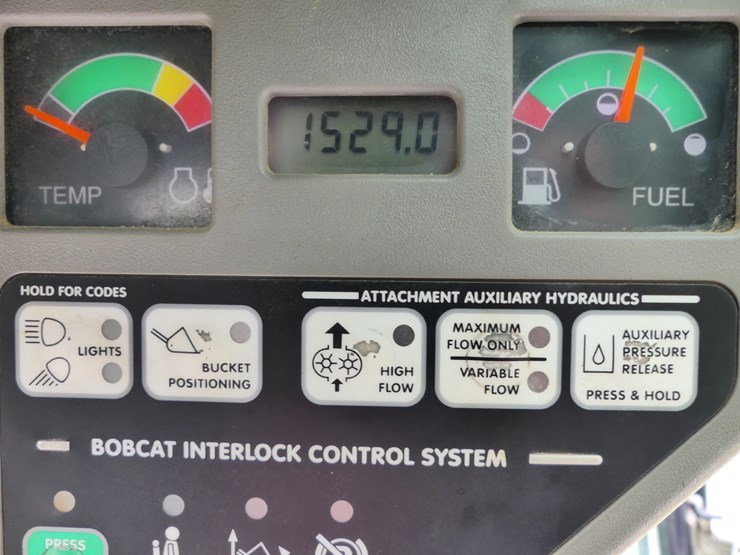 1529.0
TEMP
FUEL
HOLD FOR CODES
ATTACHMENT AUXILIARY HYDRAULICS
LIGHTS
BUCKET
POSITIONING
HIGH
FLOW
MAXIMUM
FLOW ONLY
VARIABLE
FLOW
AUXILIARY
PRESSURE
RELEASE
PRESS & HOLD
BOBCAT INTERLOCK CONTROL SYSTEM
PRESS